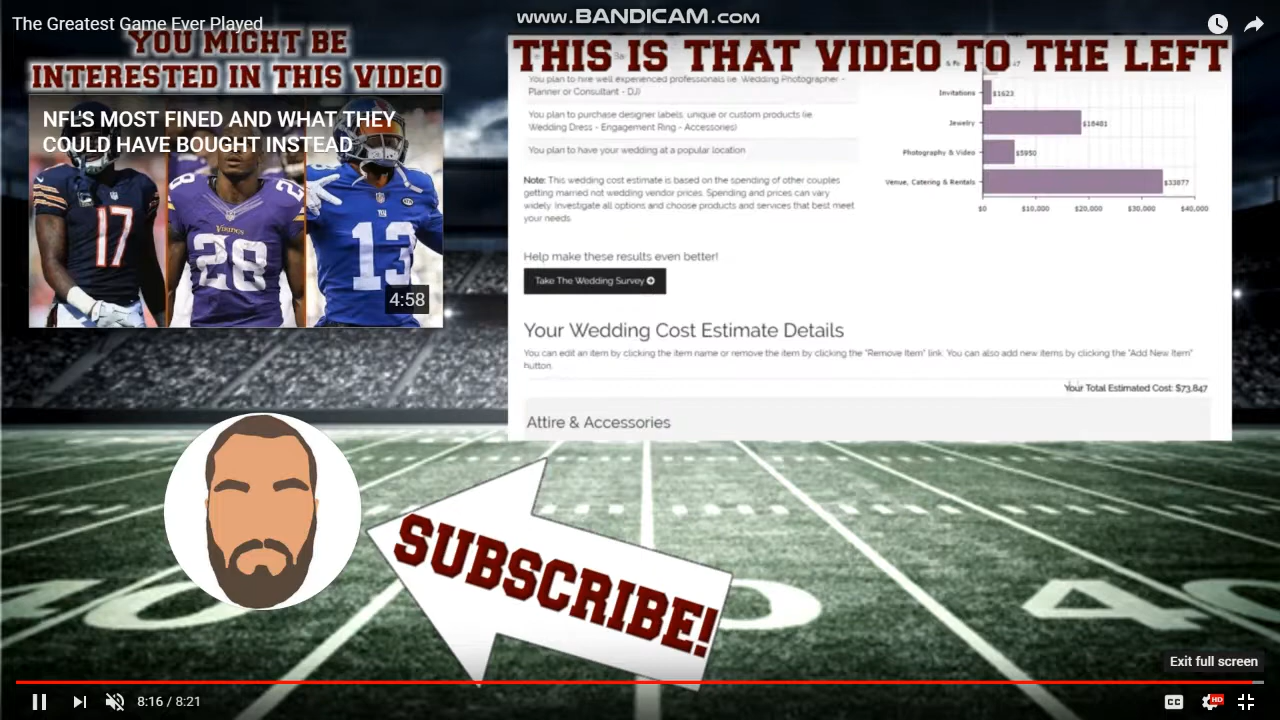 www.BANDICAM.com
The Greatest Game Ever Played
YOU MIGHT BE
INTERESTED IN THIS VIDEO
NFL'S MOST FINED AND WHAT THEY
COULD HAVE BOUGHT INSTEAD
17
VIKINGS
28
13
4:58
THIS IS THAT VIDEO TO THE LEFT
You plan to hire well experienced professionals (ie. Wedding Photographer -
Planner or Consultant - DJ)
You plan to purchase designer labels, unique or custom products (ie
Wedding Dress - Engagement Ring - Accessories)
You plan to have your wedding at a popular location
Note: This wedding cost estimate is based on the spending of other couples
getting married not wedding vendor prices. Spending and prices can vary
widely. Investigate all options and choose products and services that best meet
your needs.
Invitations $1623
Jewelry $18481
Photography & Video $5950
Venue, Catering & Rentals $33877
$0 $10,000 $20,000 $30,000 $40,000
Help make these results even better!
Take The Wedding Survey
Your Wedding Cost Estimate Details
You can edit an item by clicking the item name or remove the item by clicking the "Remove Item" link. You can also add new items by clicking the "Add New Item"
button.
Your Total Estimated Cost: $73,847
Attire & Accessories
SUBSCRIBE!
40
Exit full screen
8:16 / 8:21
CC
HD